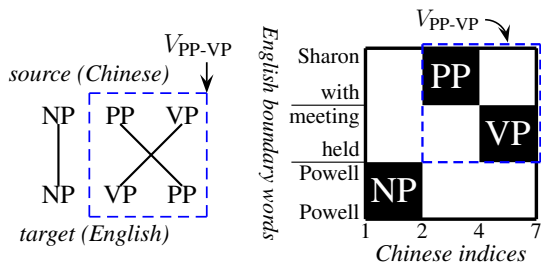 V_PP-VP
source (Chinese)
NP PP VP
NP VP PP
target (English)
English boundary words
V_PP-VP
Sharon
with
meeting
held
Powell
Powell
PP
VP
NP
1 2 4 7
Chinese indices